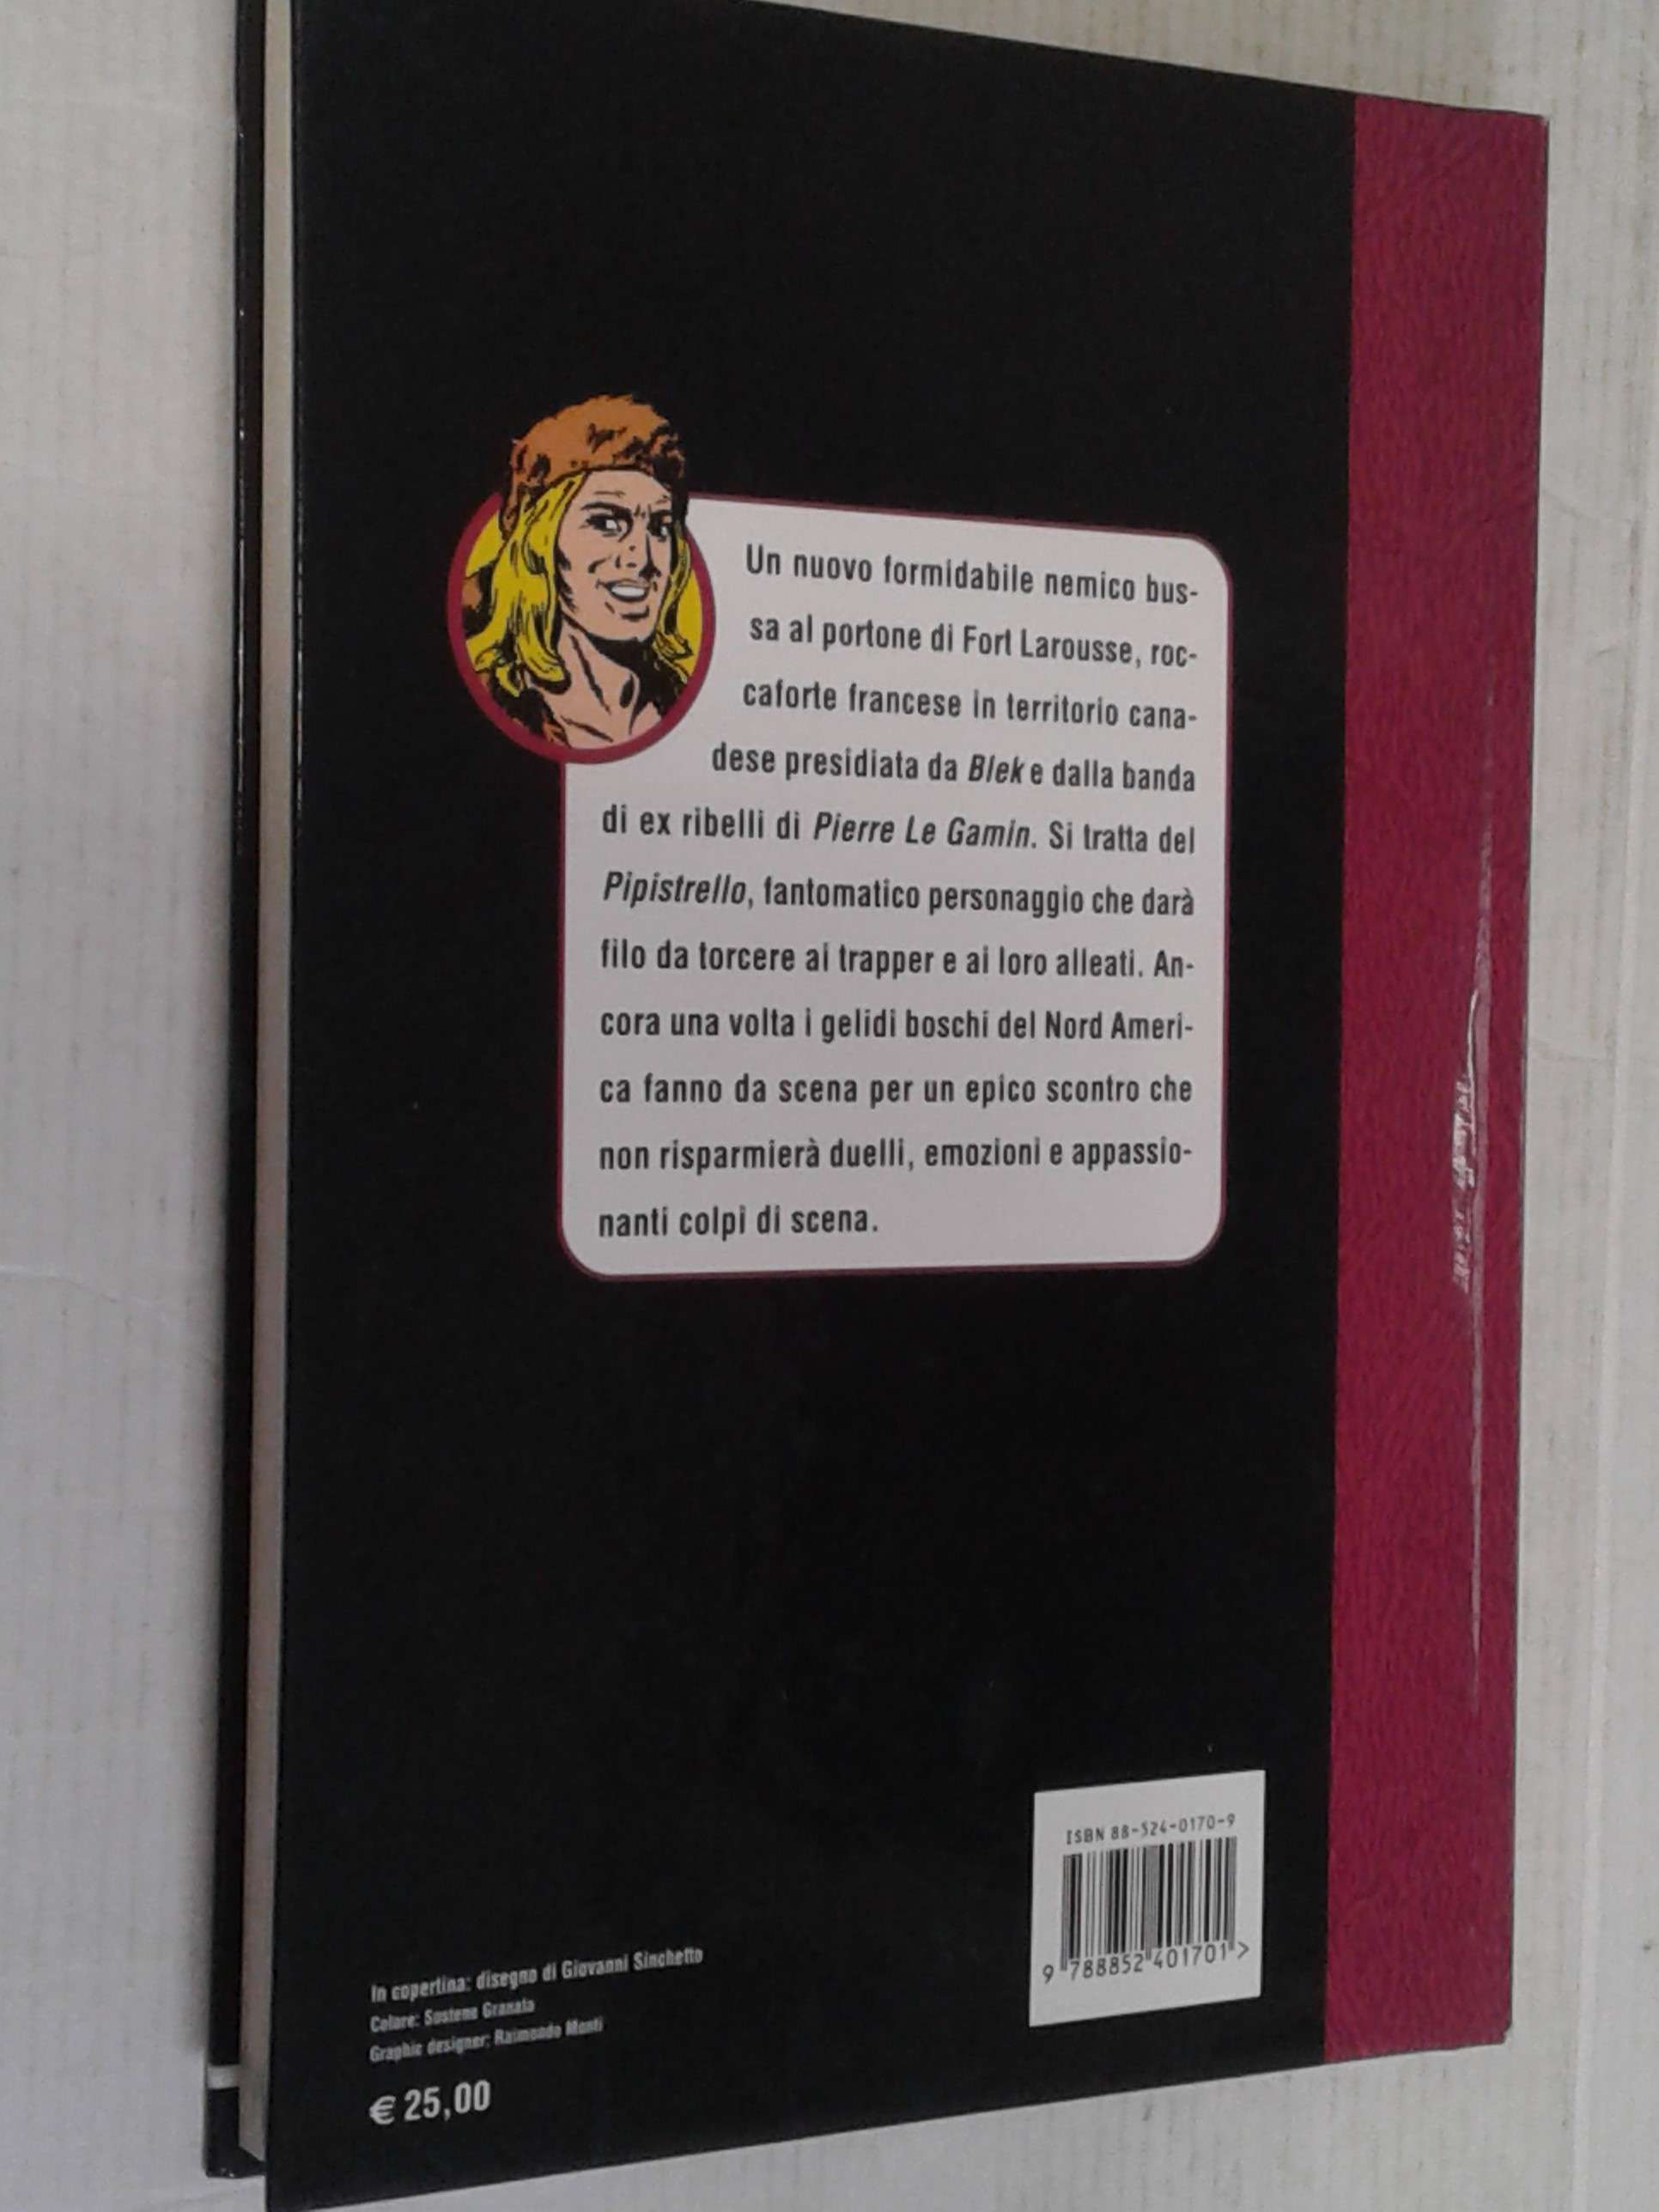 Un nuovo formidabile nemico bus-
sa al portone di Fort Larousse, roc-
caforte francese in territorio cana-
dese presidiata da Blek e dalla banda
di ex ribelli di Pierre Le Gamin. Si tratta del
Pipistrello, fantomatico personaggio che darà
filo da torcere ai trapper e ai loro alleati. An-
cora una volta i gelidi boschi del Nord Ameri-
ca fanno da scena per un epico scontro che
non risparmierà duelli, emozioni e appassio-
nanti colpi di scena.
ISBN 88-524-0170-9
9 788852 401701 >
In copertina: disegno di Giovanni Sinchetto
Colore: Sostene Granata
Graphic designer: Raimondo Monti
€ 25,00